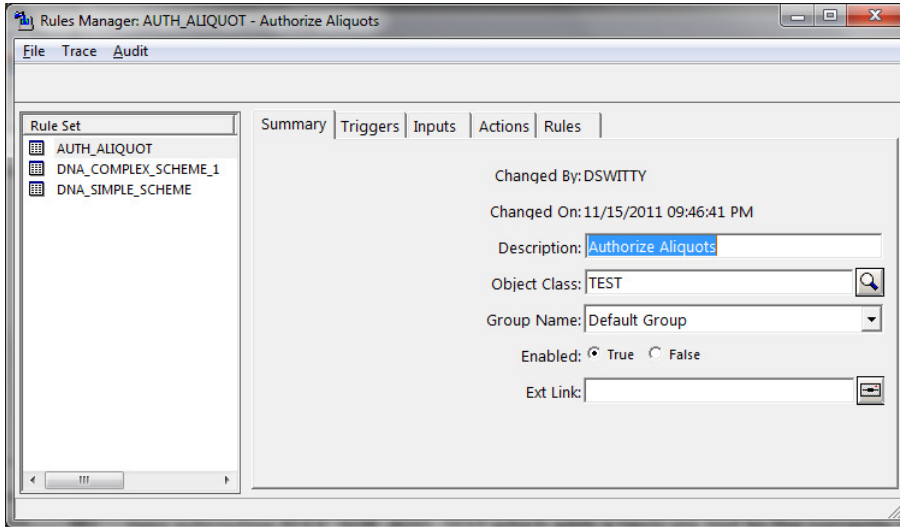 Rules Manager: AUTH_ALIQUOT - Authorize Aliquots
File Trace Audit
Rule Set
AUTH_ALIQUOT
DNA_COMPLEX_SCHEME_1
DNA_SIMPLE_SCHEME
Summary Triggers Inputs Actions Rules
Changed By: DSWITTY
Changed On: 11/15/2011 09:46:41 PM
Description: Authorize Aliquots
Object Class: TEST
Group Name: Default Group
Enabled: True False
Ext Link: